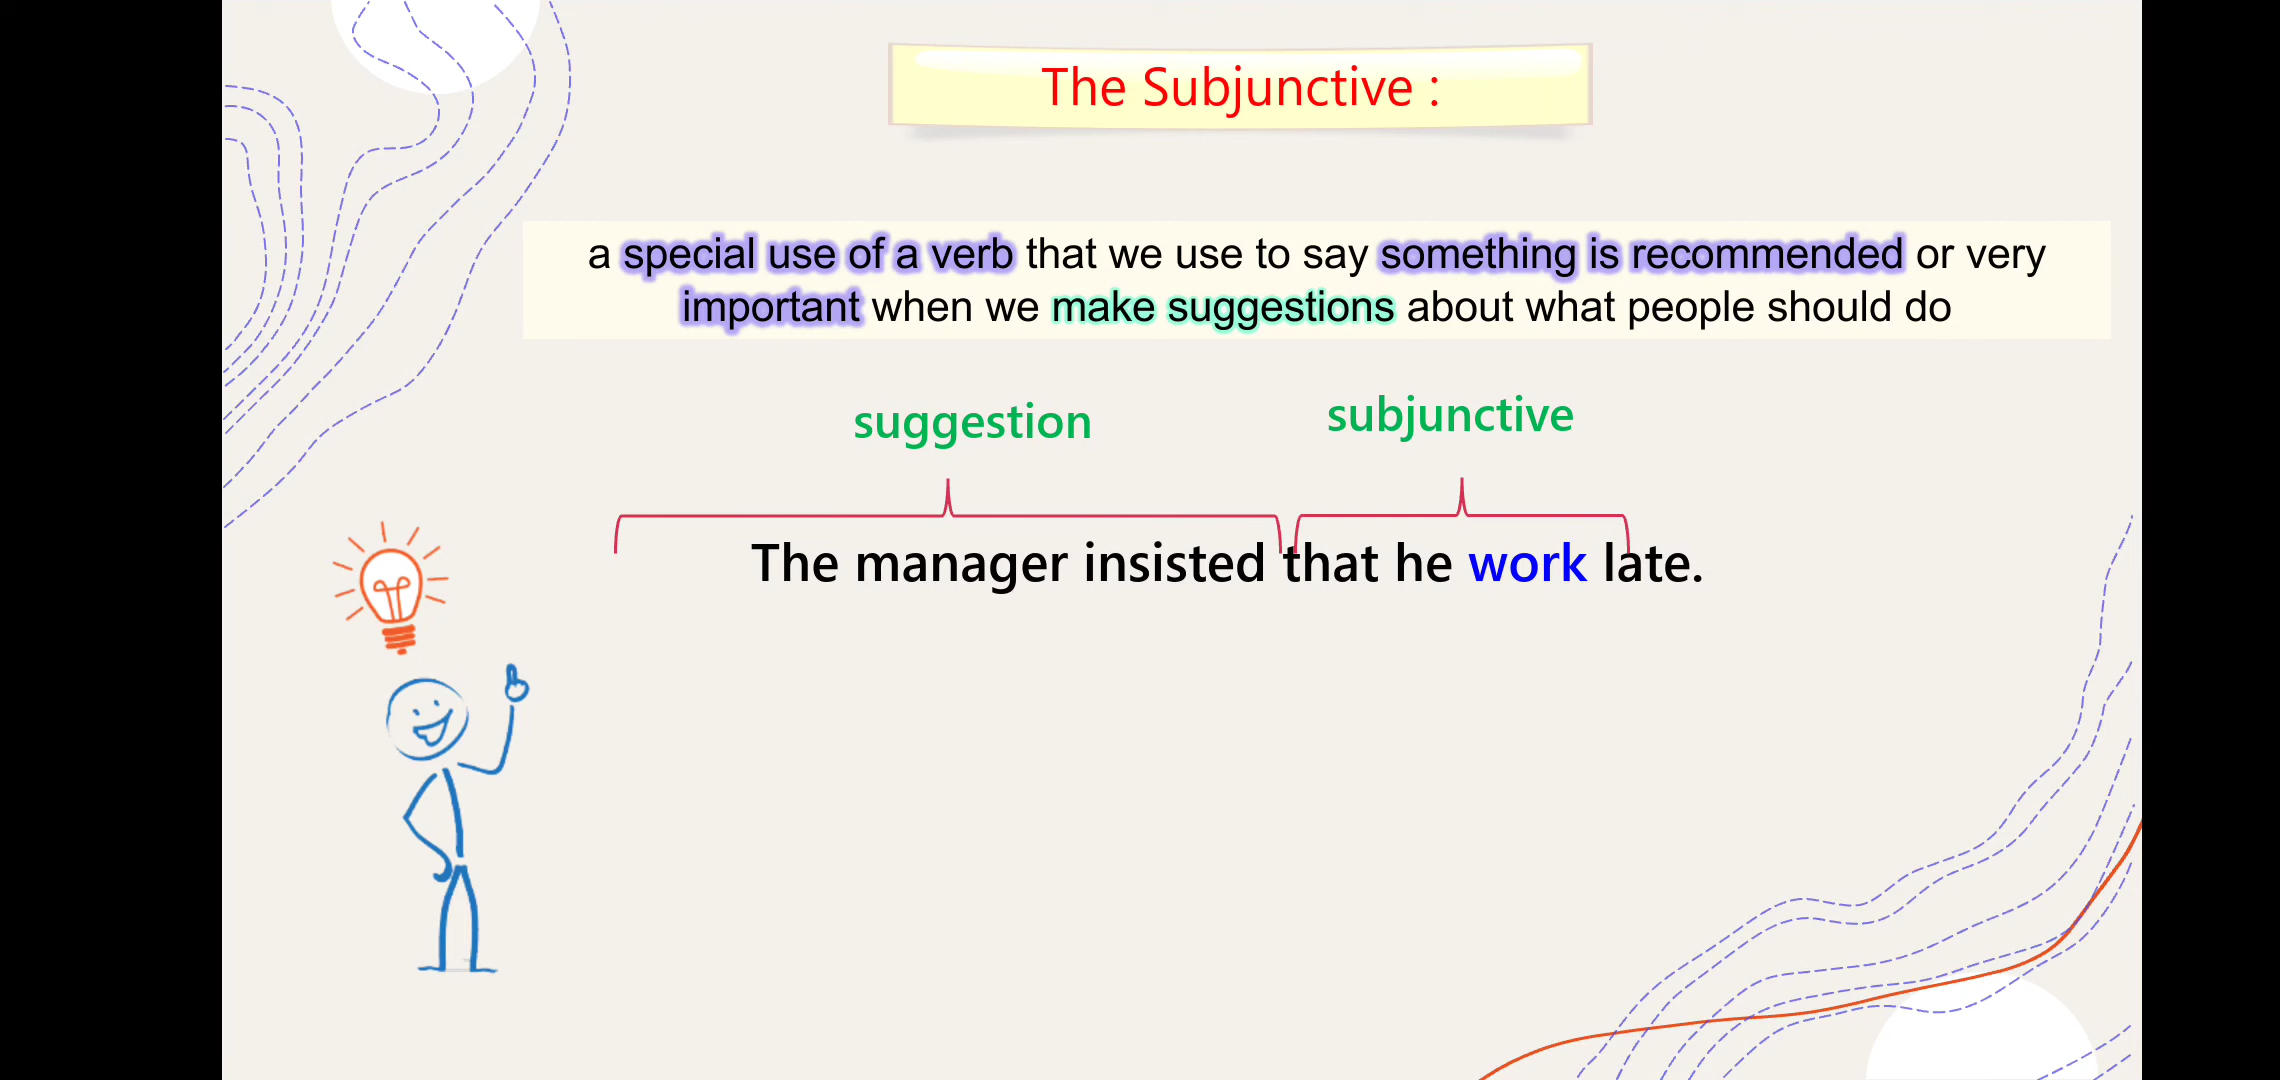 The Subjunctive :
a special use of a verb that we use to say something is recommended or very
important when we make suggestions about what people should do
suggestion
subjunctive
The manager insisted that he work late.